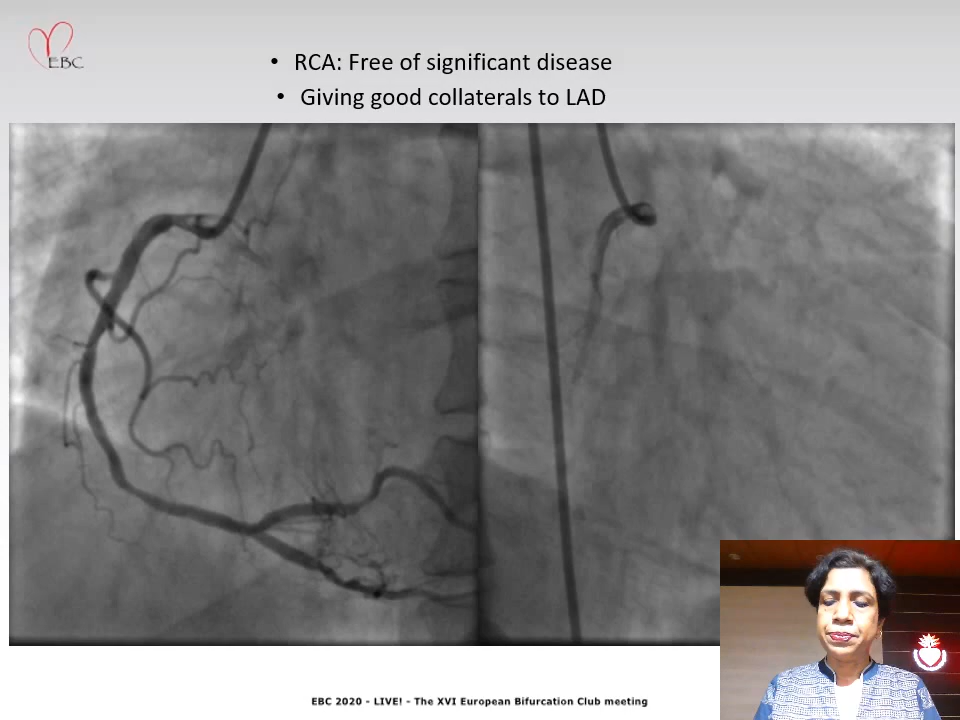 EBC
• RCA: Free of significant disease
• Giving good collaterals to LAD
EBC 2020 - LIVE! - The XVI European Bifurcation Club meeting